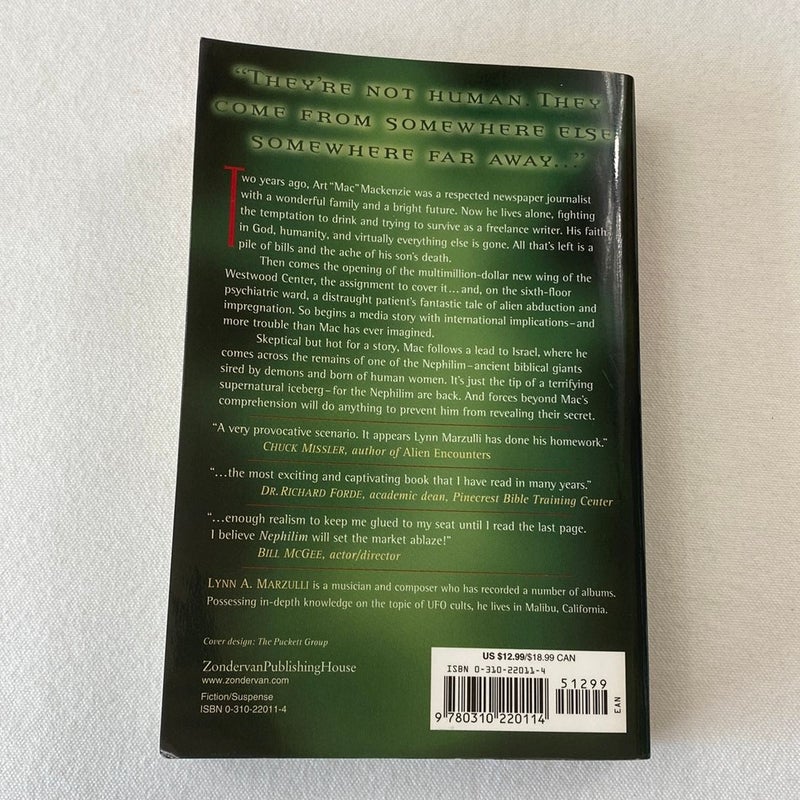 “THEY’RE NOT HUMAN. THEY
COME FROM SOMEWHERE ELSE
SOMEWHERE FAR AWAY...”
Two years ago, Art “Mac” Mackenzie was a respected newspaper journalist
with a wonderful family and a bright future. Now he lives alone, fighting
the temptation to drink and trying to survive as a freelance writer. His faith
in God, humanity, and virtually everything else is gone. All that’s left is a
pile of bills and the ache of his son’s death.
Then comes the opening of the multimillion-dollar new wing of the
Westwood Center, the assignment to cover it...and, on the sixth-floor
psychiatric ward, a distraught patient’s fantastic tale of alien abduction and
impregnation. So begins a media story with international implications–and
more trouble than Mac has ever imagined.
Skeptical but hot for a story, Mac follows a lead to Israel, where he
comes across the remains of one of the Nephilim–ancient biblical giants
sired by demons and born of human women. It’s just the tip of a terrifying
supernatural iceberg–for the Nephilim are back. And forces beyond Mac’s
comprehension will do anything to prevent him from revealing their secret.
“A very provocative scenario. It appears Lynn Marzulli has done his homework.”
CHUCK MISSLER, author of Alien Encounters
“...the most exciting and captivating book that I have read in many years.”
DR. RICHARD FORDE, academic dean, Pinecrest Bible Training Center
“...enough realism to keep me glued to my seat until I read the last page.
I believe Nephilim will set the market ablaze!”
BILL MCGEE, actor/director
LYNN A. MARZULLI is a musician and composer who has recorded a number of albums.
Possessing in-depth knowledge on the topic of UFO cults, he lives in Malibu, California.
Cover design: The Puckett Group
ZondervanPublishingHouse
www.zondervan.com
Fiction/Suspense
ISBN 0-310-22011-4
US $12.99/$18.99 CAN
ISBN 0-310-22011-4
51299
9 780310 220114
EAN